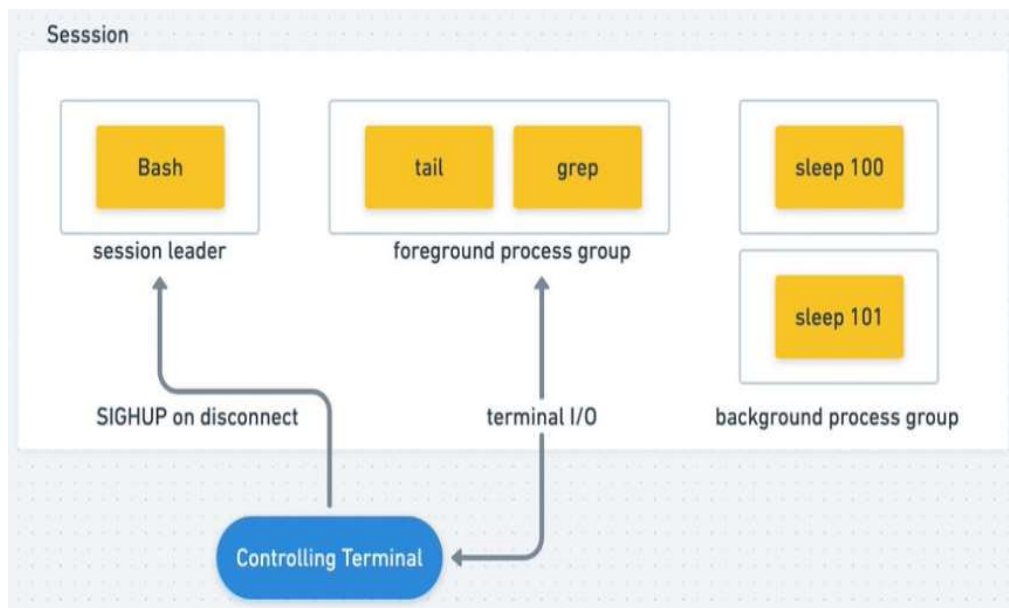 Sesssion
Bash
tail
grep
sleep 100
session leader
foreground process group
sleep 101
SIGHUP on disconnect
terminal I/O
background process group
Controlling Terminal